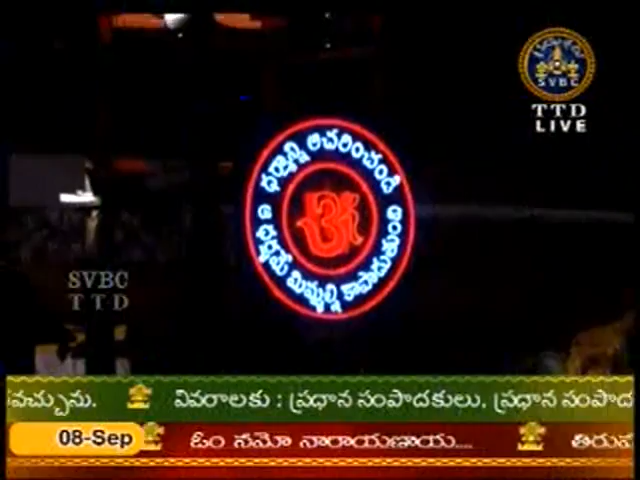 SVBC
TTD
LIVE
ధర్మాన్ని ఆచరించండి
ధర్మమే మిమ్మల్ని కాపాడుతుంది
SVBC
TTD
వచ్చును. వివరాలకు : ప్రధాన సంపాదకులు, ప్రధాన సంపాద
08-Sep ఓం నమో నారాయణాయ....